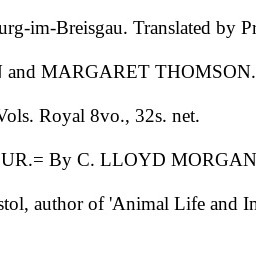 urg-im-Breisgau. Translated by Pr
and MARGARET THOMSON.
Vols. Royal 8vo., 32s. net.
UR.= By C. LLOYD MORGAN
stol, author of 'Animal Life and In